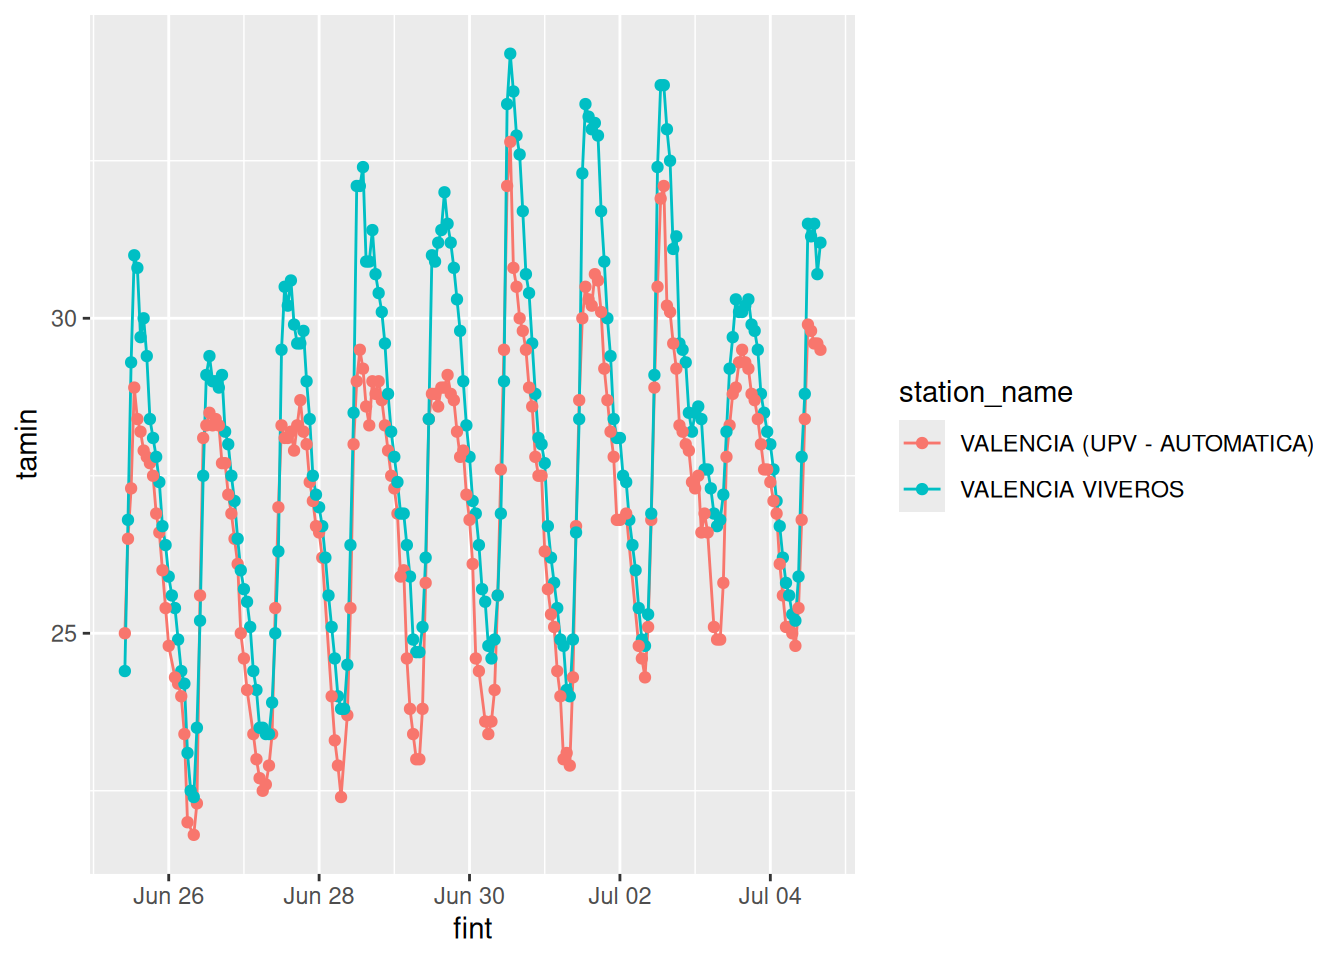 tamin
30
25
Jun 26
Jun 28
Jun 30
Jul 02
Jul 04
fint
station_name
VALENCIA (UPV - AUTOMATICA)
VALENCIA VIVEROS